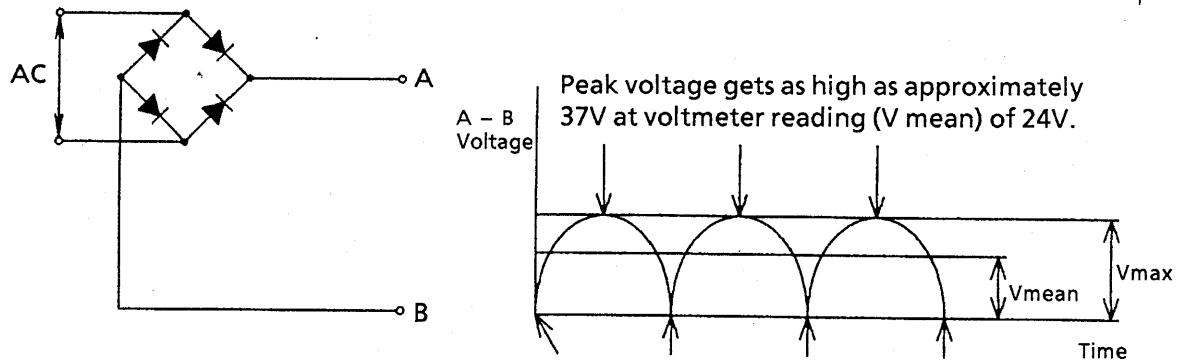 AC
A
B
Peak voltage gets as high as approximately
37V at voltmeter reading (V mean) of 24V.
A – B
Voltage
Vmean
Vmax
Time